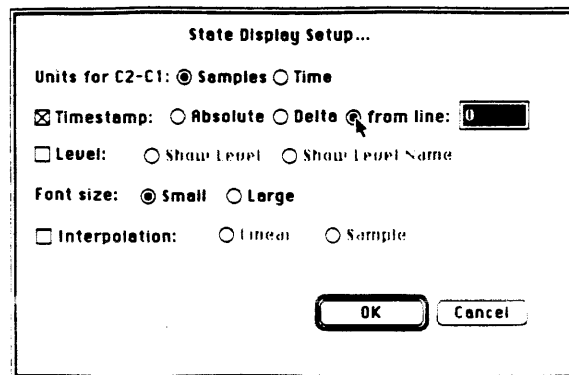 State Display Setup...
Units for C2-C1: Samples Time
Timestamp: Absolute Delta from line: 0
Level: Show Level Show Level Name
Font size: Small Large
Interpolation: Linear Sample
OK Cancel